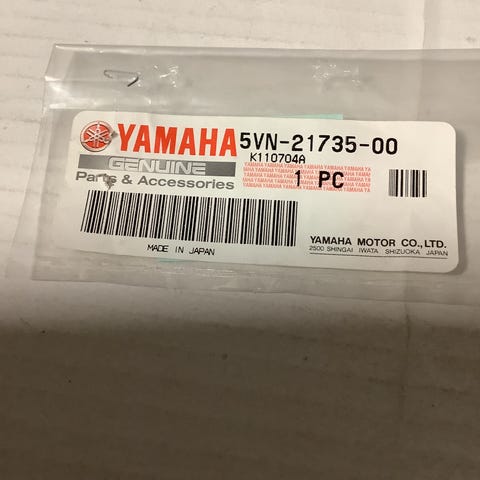 YAMAHA
GENUINE
Parts & Accessories
5VN-21735-00
K110704A
1 PC
MADE IN JAPAN
YAMAHA MOTOR CO.,LTD.
2500 SHINGAI IWATA SHIZUOKA JAPAN